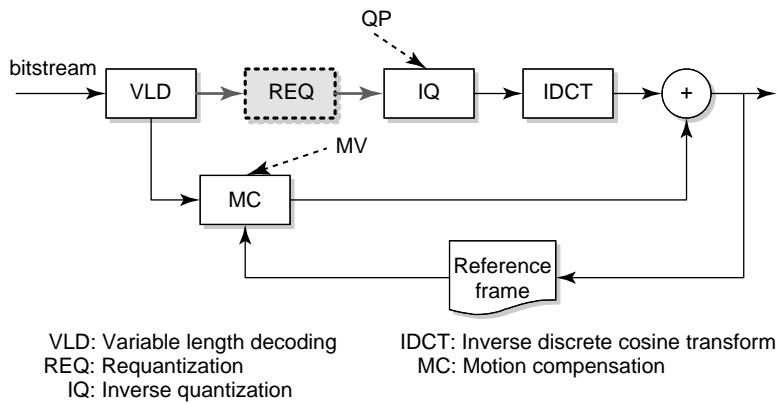 QP
bitstream
VLD
REQ
IQ
IDCT
+
MV
MC
Reference
frame
VLD: Variable length decoding
REQ: Requantization
IQ: Inverse quantization
IDCT: Inverse discrete cosine transform
MC: Motion compensation